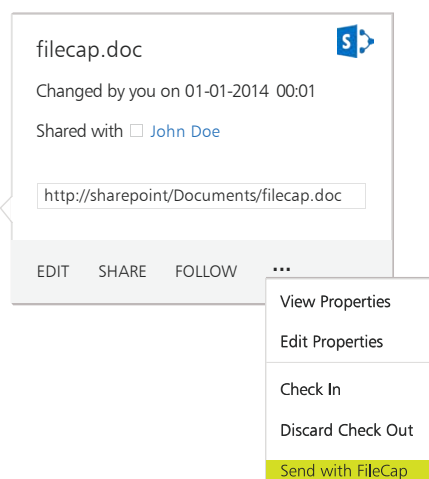 filecap.doc
Changed by you on 01-01-2014 00:01
Shared with John Doe
http://sharepoint/Documents/filecap.doc
EDIT SHARE FOLLOW ...
View Properties
Edit Properties
Check In
Discard Check Out
Send with FileCap